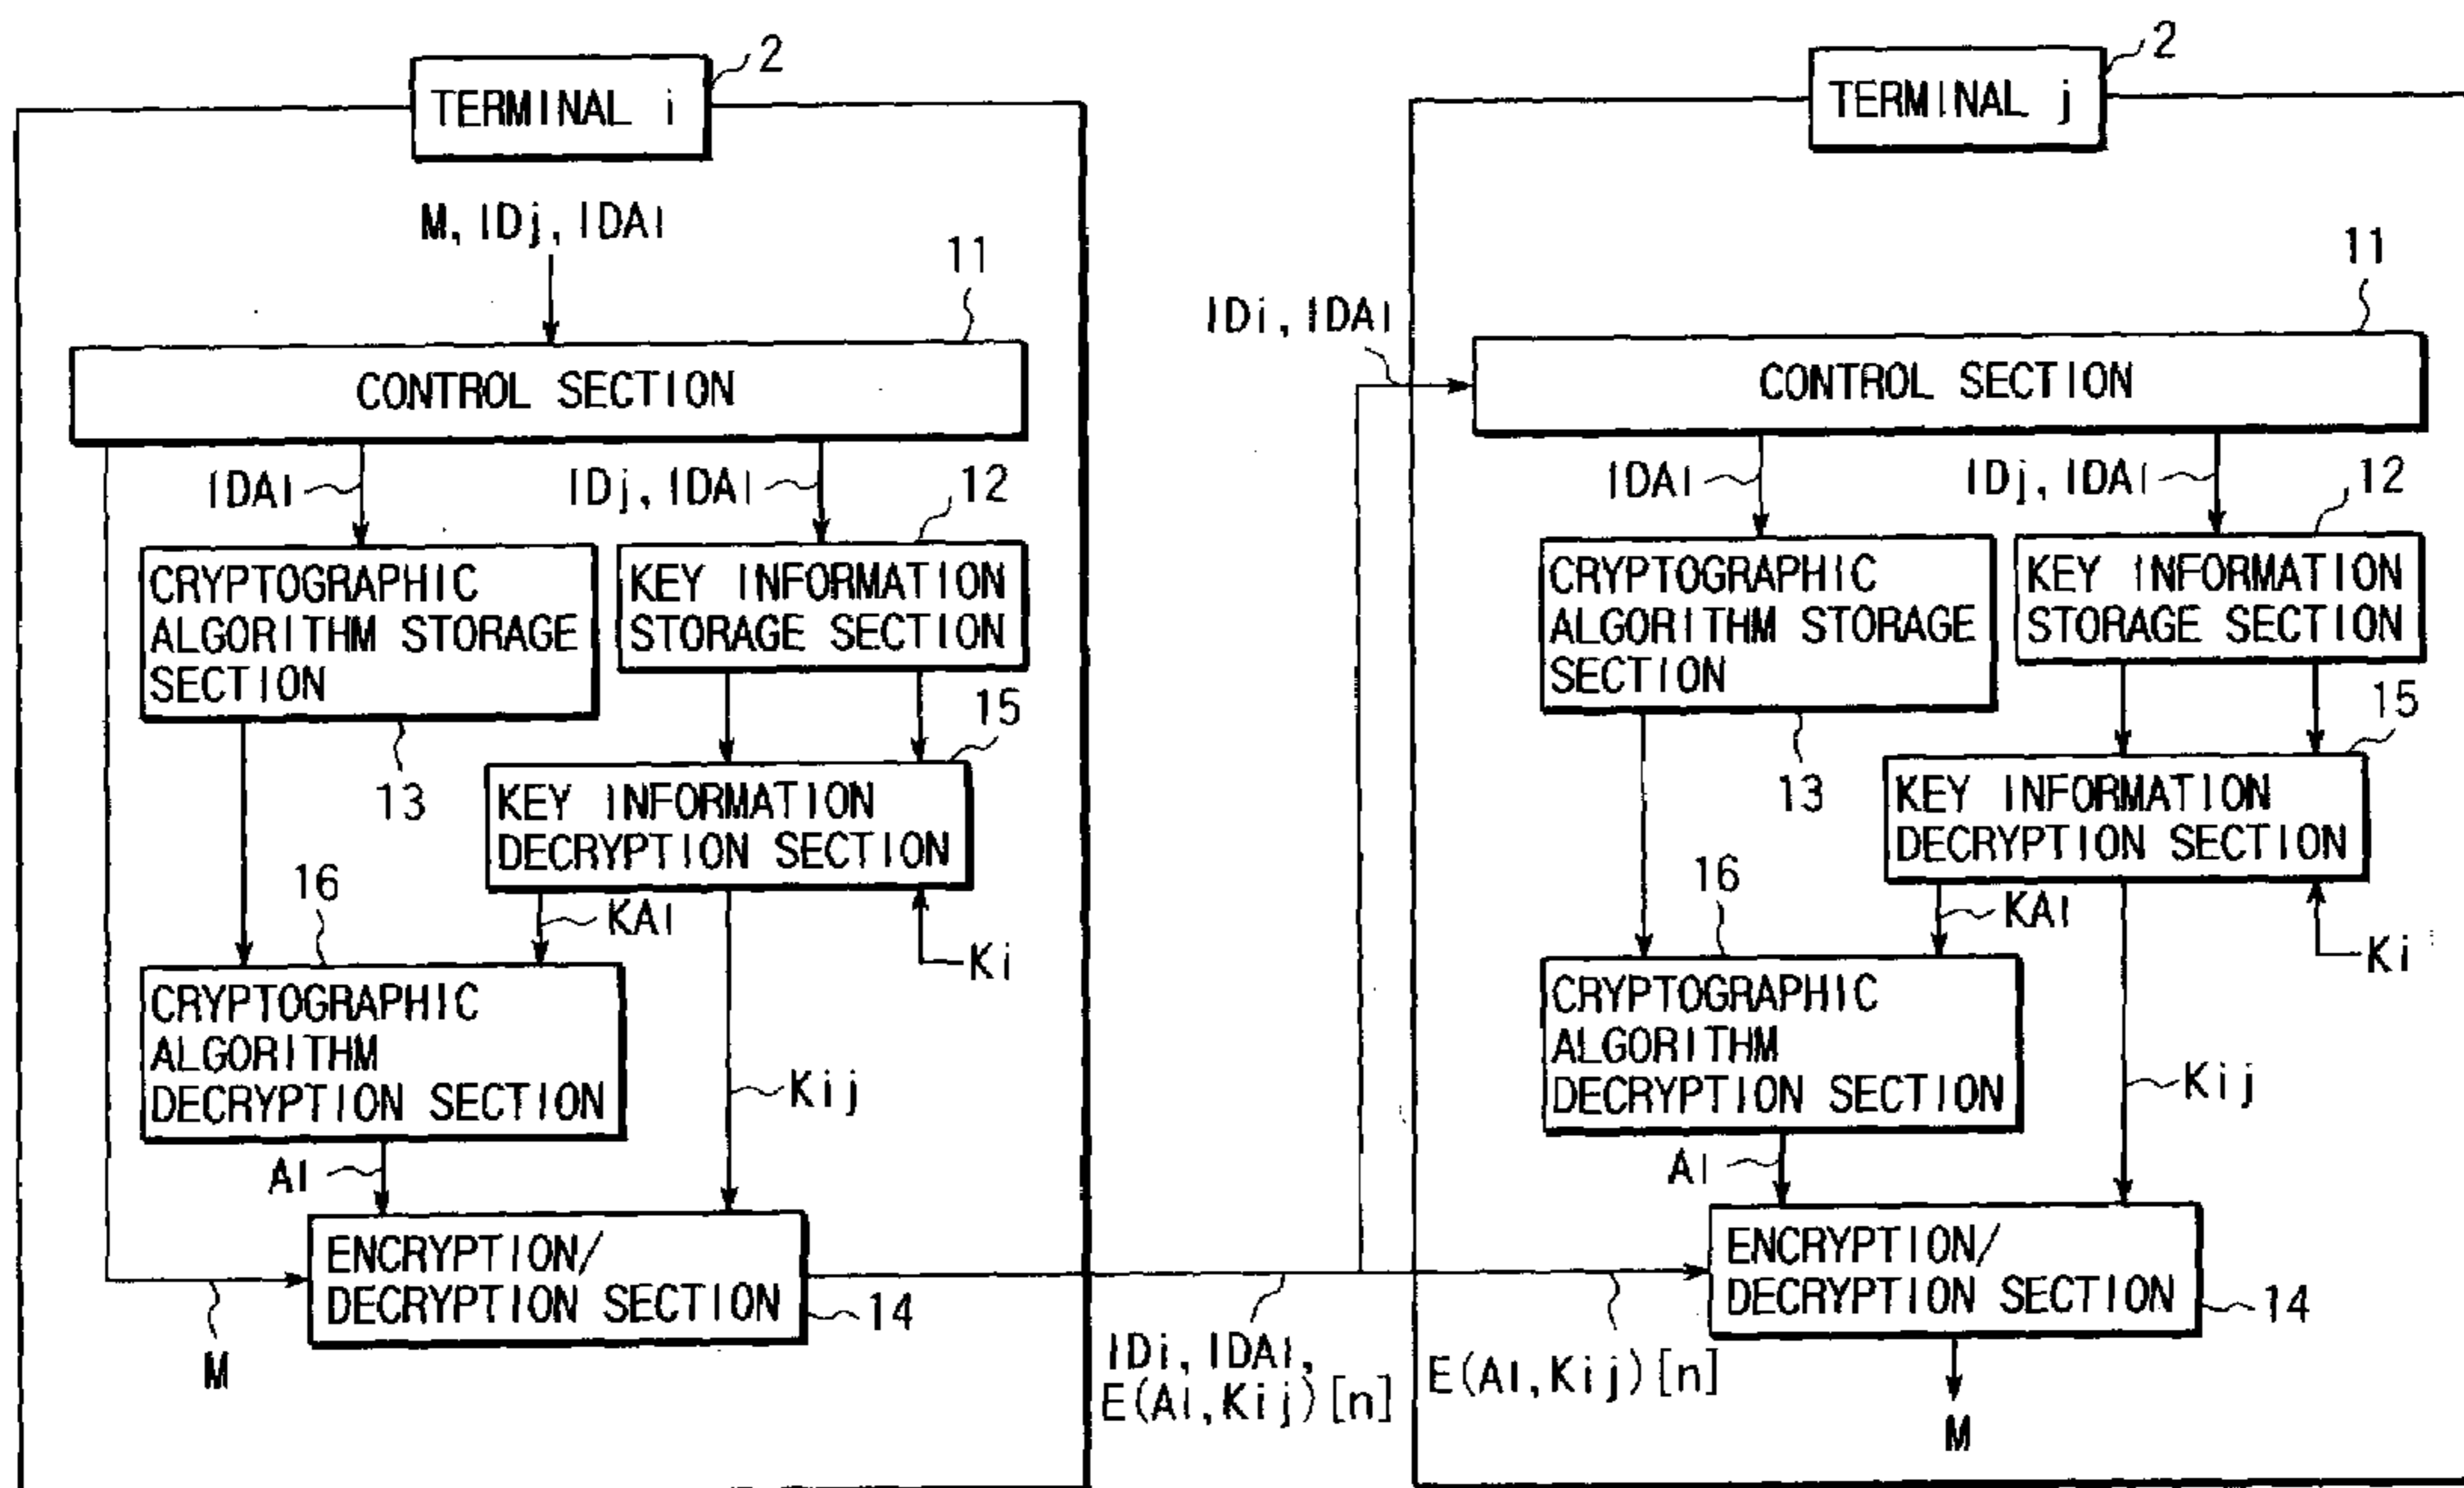 TERMINAL i
2
M, IDj, IDAl
11
CONTROL SECTION
IDAl
IDj, IDAl
12
CRYPTOGRAPHIC
ALGORITHM STORAGE
SECTION
KEY INFORMATION
STORAGE SECTION
13
15
KEY INFORMATION
DECRYPTION SECTION
16
KAl
Ki
CRYPTOGRAPHIC
ALGORITHM
DECRYPTION SECTION
Kij
Al
ENCRYPTION/
DECRYPTION SECTION
14
M
IDi, IDAl,
E(Ai,Kij)[n]
TERMINAL j
2
IDi, IDAl
11
CONTROL SECTION
IDAl
IDj, IDAl
12
CRYPTOGRAPHIC
ALGORITHM STORAGE
SECTION
KEY INFORMATION
STORAGE SECTION
13
15
KEY INFORMATION
DECRYPTION SECTION
16
KAl
Ki
CRYPTOGRAPHIC
ALGORITHM
DECRYPTION SECTION
Kij
Al
ENCRYPTION/
DECRYPTION SECTION
14
E(Al,Kij)[n]
M